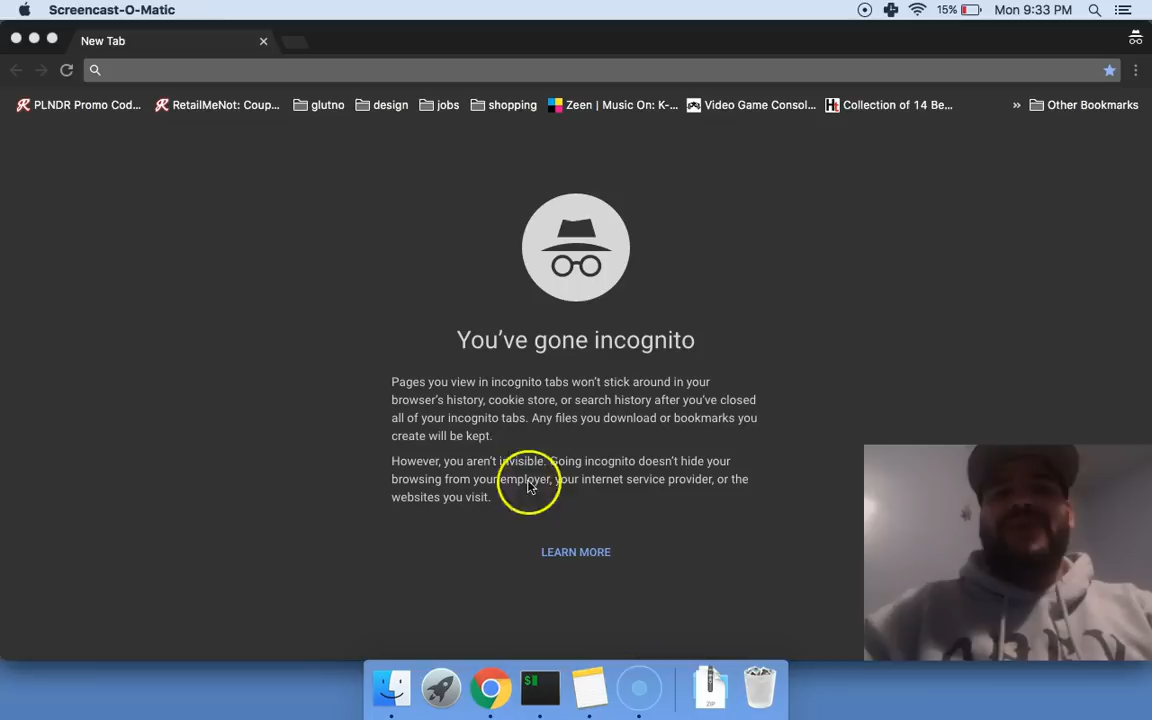 Screencast-O-Matic
15%
Mon 9:33 PM
New Tab
PLNDR Promo Cod...
RetailMeNot: Coup...
glutno
design
jobs
shopping
Zeen | Music On: K-...
Video Game Consol...
Ht
Collection of 14 Be...
»
Other Bookmarks
You've gone incognito
Pages you view in incognito tabs won't stick around in your
browser's history, cookie store, or search history after you've closed
all of your incognito tabs. Any files you download or bookmarks you
create will be kept.
However, you aren't invisible. Going incognito doesn't hide your
browsing from your employer, your internet service provider, or the
websites you visit.
LEARN MORE
$
ZIP